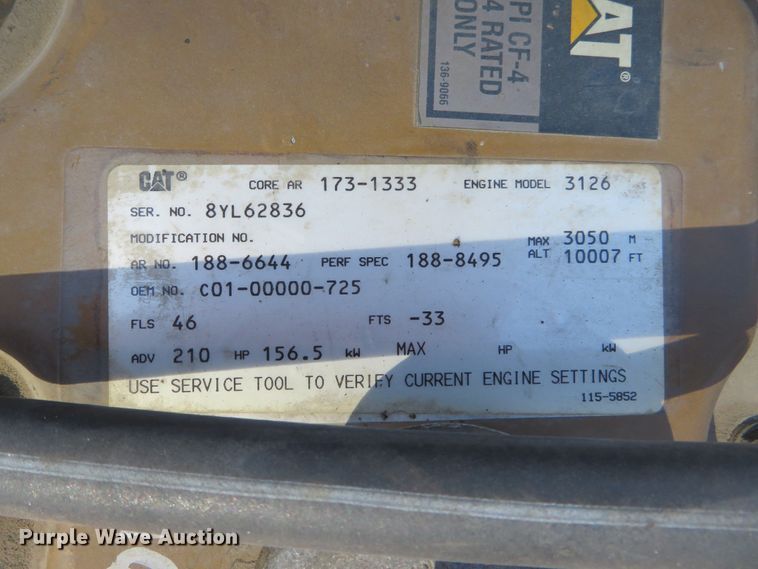 PI CF-4
4 RATED
ONLY
136-9066
CAT®
CAT® CORE AR 173-1333 ENGINE MODEL 3126
SER. NO. 8YL62836
MODIFICATION NO. MAX 3050 M
AR NO. 188-6644 PERF SPEC 188-8495 ALT 10007 FT
OEM NO. C01-00000-725
FLS 46 FTS -33
ADV 210 HP 156.5 kW MAX HP kW
USE SERVICE TOOL TO VERIFY CURRENT ENGINE SETTINGS
115-5852
Purple Wave Auction